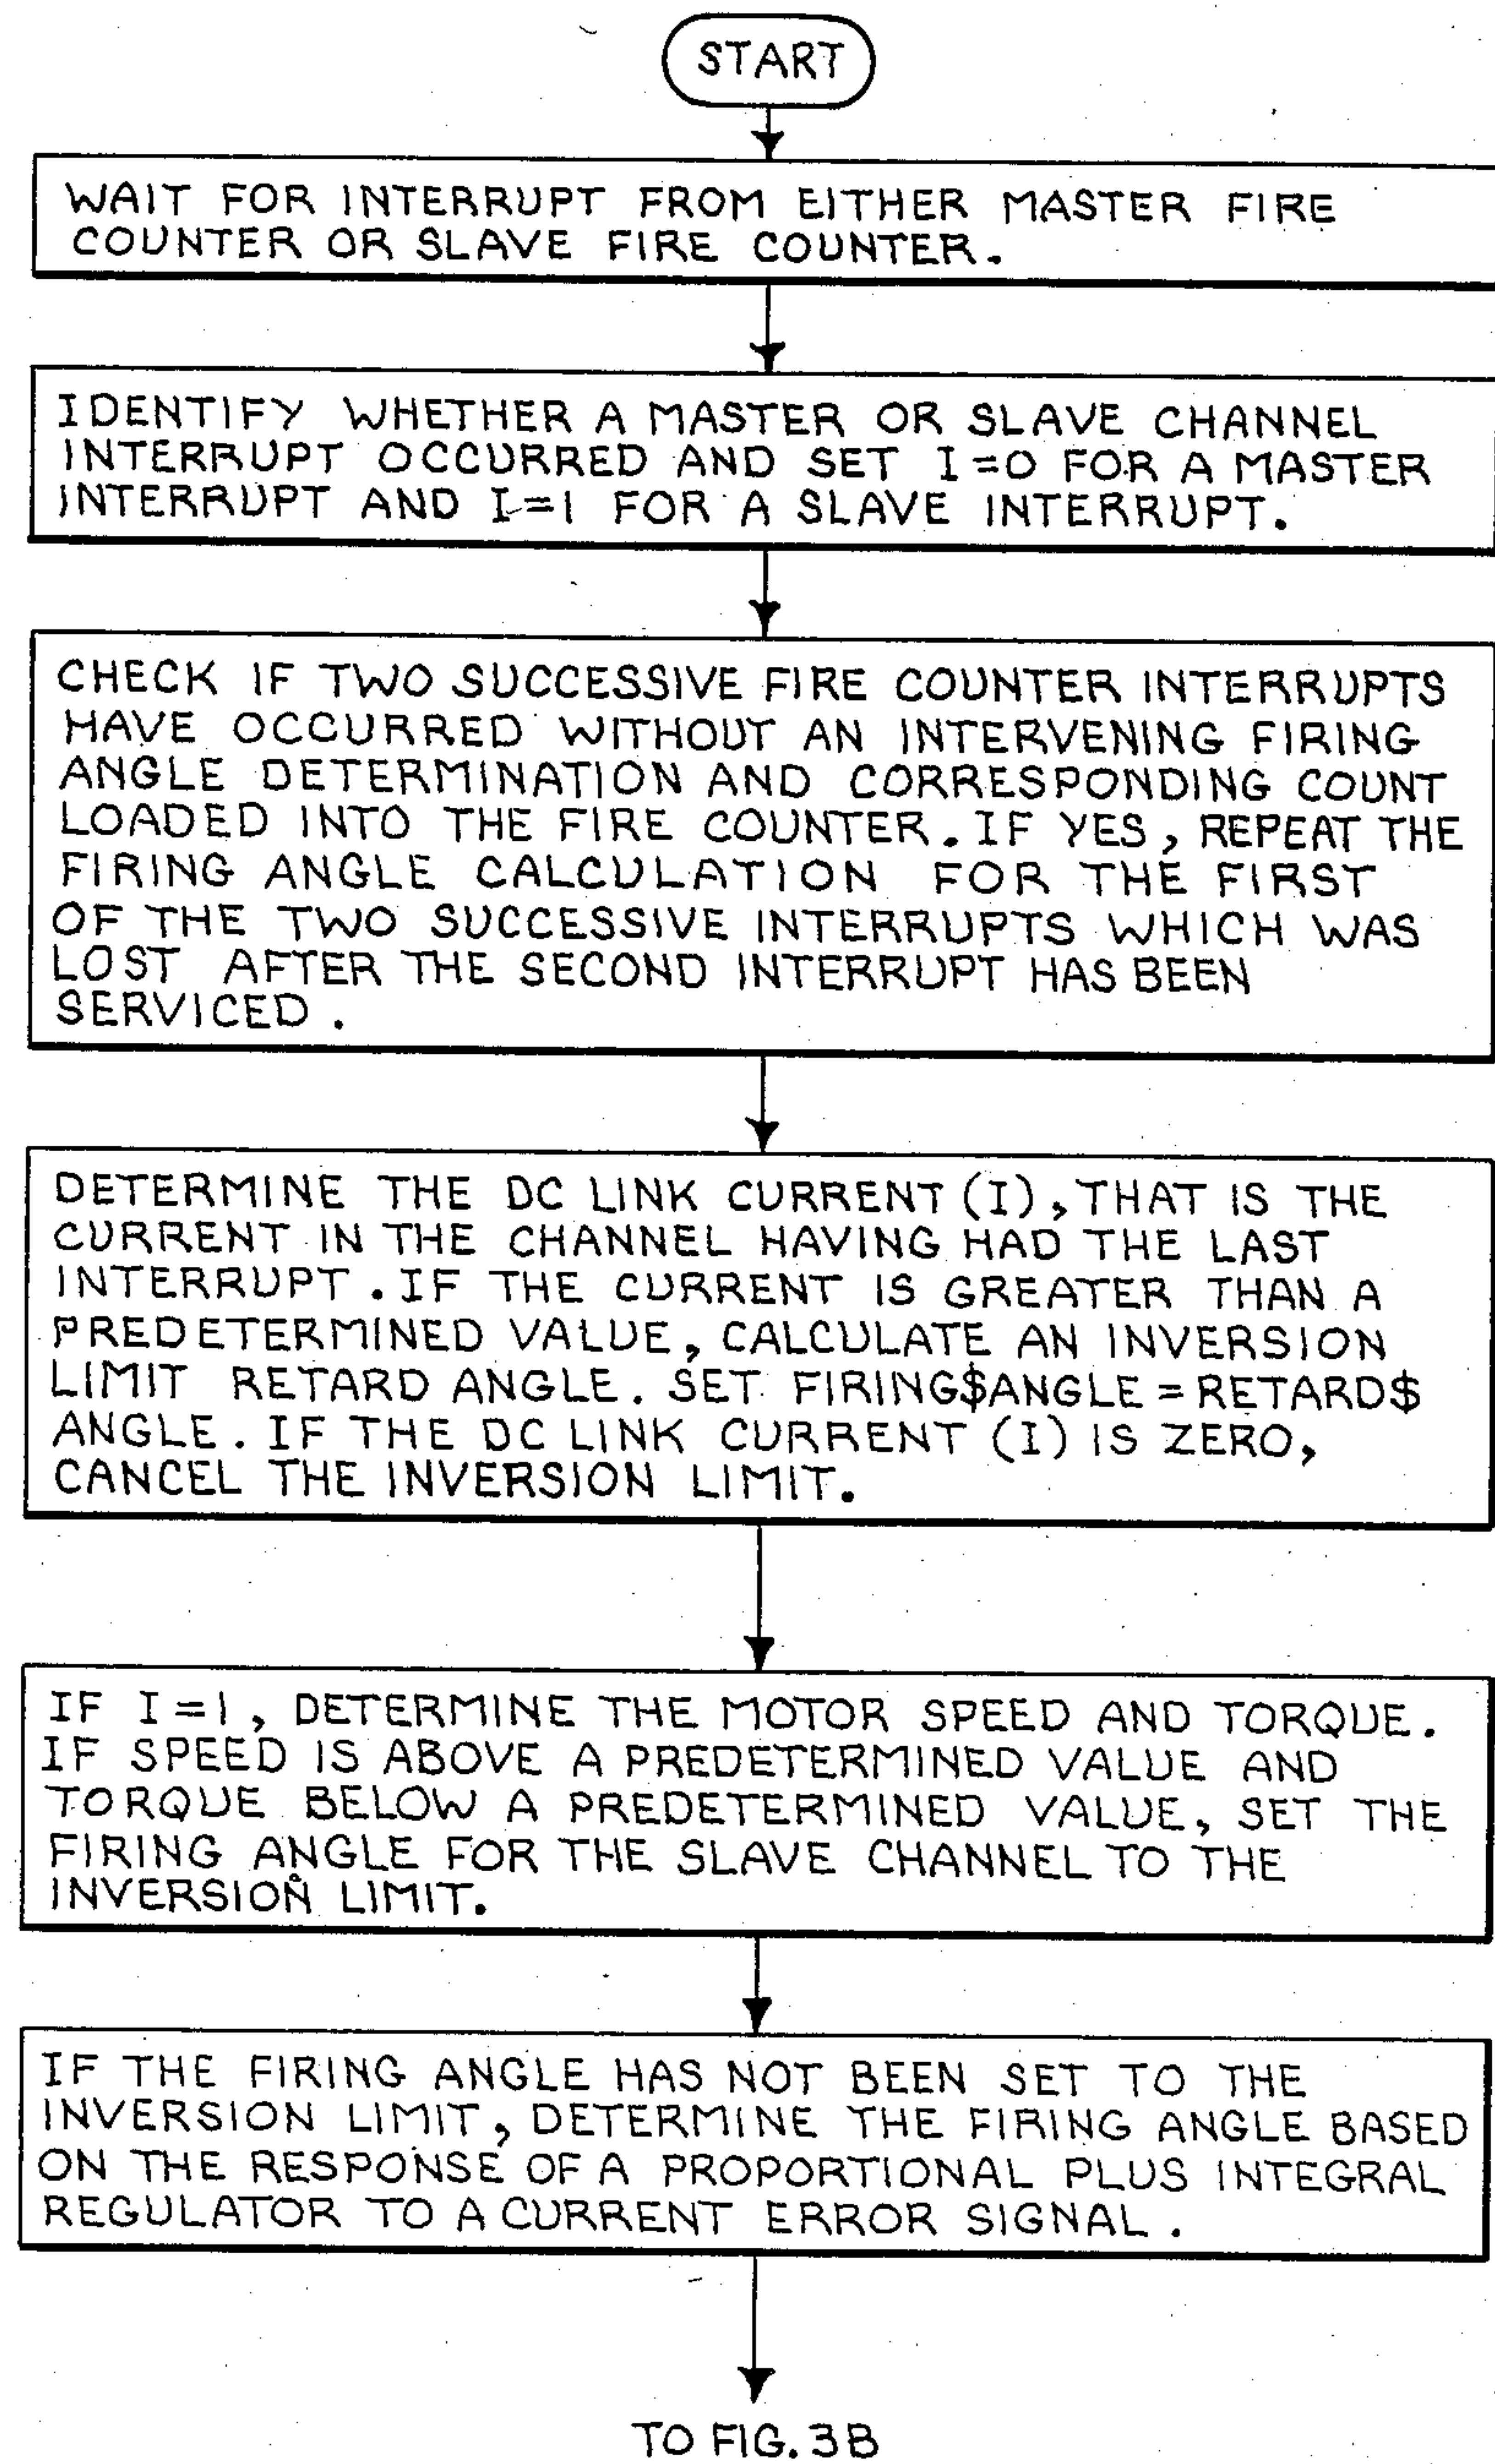 START
WAIT FOR INTERRUPT FROM EITHER MASTER FIRE
COUNTER OR SLAVE FIRE COUNTER.
IDENTIFY WHETHER A MASTER OR SLAVE CHANNEL
INTERRUPT OCCURRED AND SET I=0 FOR A MASTER
INTERRUPT AND I=1 FOR A SLAVE INTERRUPT.
CHECK IF TWO SUCCESSIVE FIRE COUNTER INTERRUPTS
HAVE OCCURRED WITHOUT AN INTERVENING FIRING
ANGLE DETERMINATION AND CORRESPONDING COUNT
LOADED INTO THE FIRE COUNTER. IF YES, REPEAT THE
FIRING ANGLE CALCULATION FOR THE FIRST
OF THE TWO SUCCESSIVE INTERRUPTS WHICH WAS
LOST AFTER THE SECOND INTERRUPT HAS BEEN
SERVICED.
DETERMINE THE DC LINK CURRENT (I), THAT IS THE
CURRENT IN THE CHANNEL HAVING HAD THE LAST
INTERRUPT. IF THE CURRENT IS GREATER THAN A
PREDETERMINED VALUE, CALCULATE AN INVERSION
LIMIT RETARD ANGLE. SET FIRING$ANGLE = RETARD$
ANGLE. IF THE DC LINK CURRENT (I) IS ZERO,
CANCEL THE INVERSION LIMIT.
IF I=1, DETERMINE THE MOTOR SPEED AND TORQUE.
IF SPEED IS ABOVE A PREDETERMINED VALUE AND
TORQUE BELOW A PREDETERMINED VALUE, SET THE
FIRING ANGLE FOR THE SLAVE CHANNEL TO THE
INVERSION LIMIT.
IF THE FIRING ANGLE HAS NOT BEEN SET TO THE
INVERSION LIMIT, DETERMINE THE FIRING ANGLE BASED
ON THE RESPONSE OF A PROPORTIONAL PLUS INTEGRAL
REGULATOR TO A CURRENT ERROR SIGNAL.
TO FIG. 3B